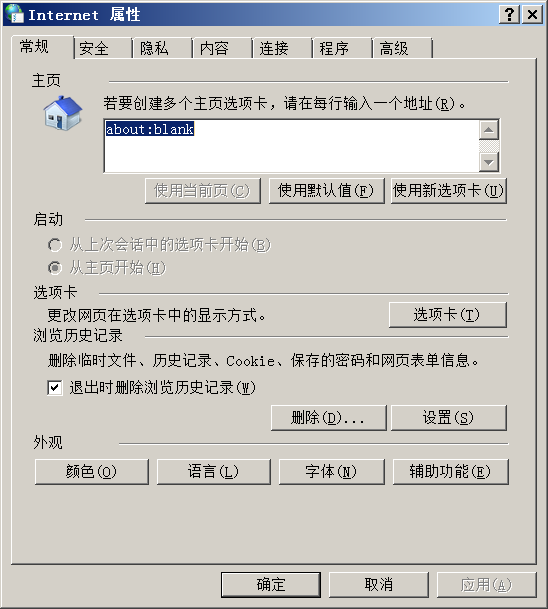 Internet 属性
常规 安全 隐私 内容 连接 程序 高级
主页
若要创建多个主页选项卡，请在每行输入一个地址(R)。
about:blank
使用当前页(C) 使用默认值(F) 使用新选项卡(U)
启动
从上次会话中的选项卡开始(B)
从主页开始(H)
选项卡
更改网页在选项卡中的显示方式。 选项卡(T)
浏览历史记录
删除临时文件、历史记录、Cookie、保存的密码和网页表单信息。
退出时删除浏览历史记录(W)
删除(D)... 设置(S)
外观
颜色(O) 语言(L) 字体(N) 辅助功能(E)
确定 取消 应用(A)